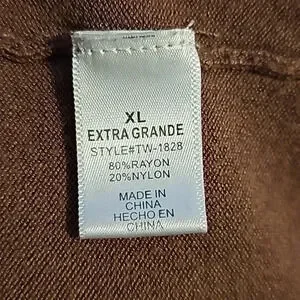 XL
EXTRA GRANDE
STYLE#TW-1828
80%RAYON
20%NYLON
MADE IN
CHINA
HECHO EN
CHINA